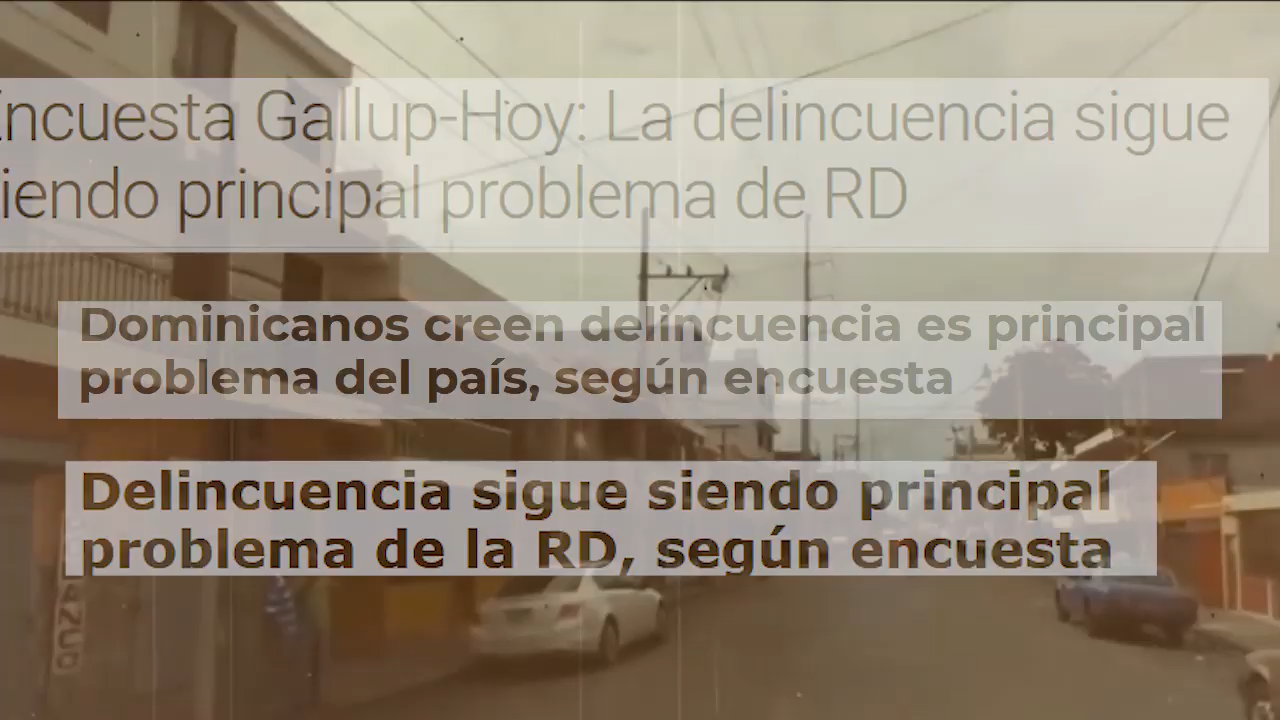 ncuesta Gallup-Hoy: La delincuencia sigue
iendo principal problema de RD
Dominicanos creen delincuencia es principal
problema del país, según encuesta
Delincuencia sigue siendo principal
problema de la RD, según encuesta